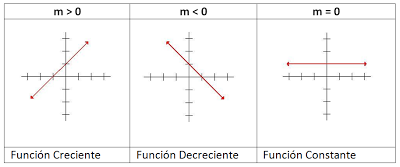 m > 0
m < 0
m = 0
Función Creciente
Función Decreciente
Función Constante